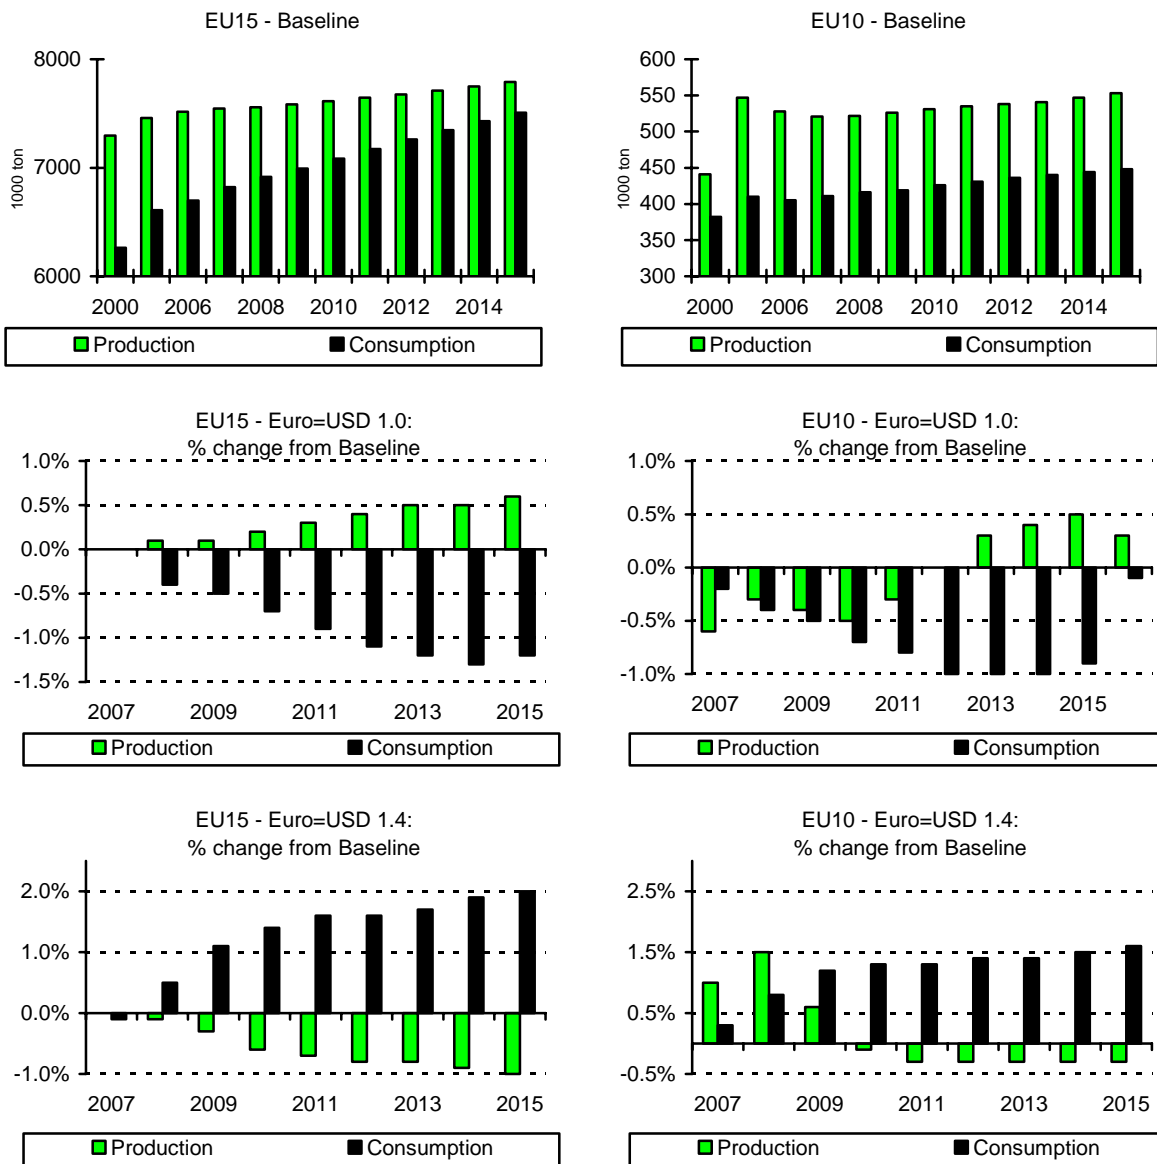 EU15 - Baseline
8000
7000
6000
1000 ton
2000 2006 2008 2010 2012 2014
Production Consumption
EU10 - Baseline
600
550
500
450
400
350
300
1000 ton
2000 2006 2008 2010 2012 2014
Production Consumption
EU15 - Euro=USD 1.0:
% change from Baseline
1.0%
0.5%
0.0%
-0.5%
-1.0%
-1.5%
2007 2009 2011 2013 2015
Production Consumption
EU10 - Euro=USD 1.0:
% change from Baseline
1.0%
0.5%
0.0%
-0.5%
-1.0%
2007 2009 2011 2013 2015
Production Consumption
EU15 - Euro=USD 1.4:
% change from Baseline
2.0%
1.0%
0.0%
-1.0%
2007 2009 2011 2013 2015
Production Consumption
EU10 - Euro=USD 1.4:
% change from Baseline
2.5%
1.5%
0.5%
-0.5%
2007 2009 2011 2013 2015
Production Consumption